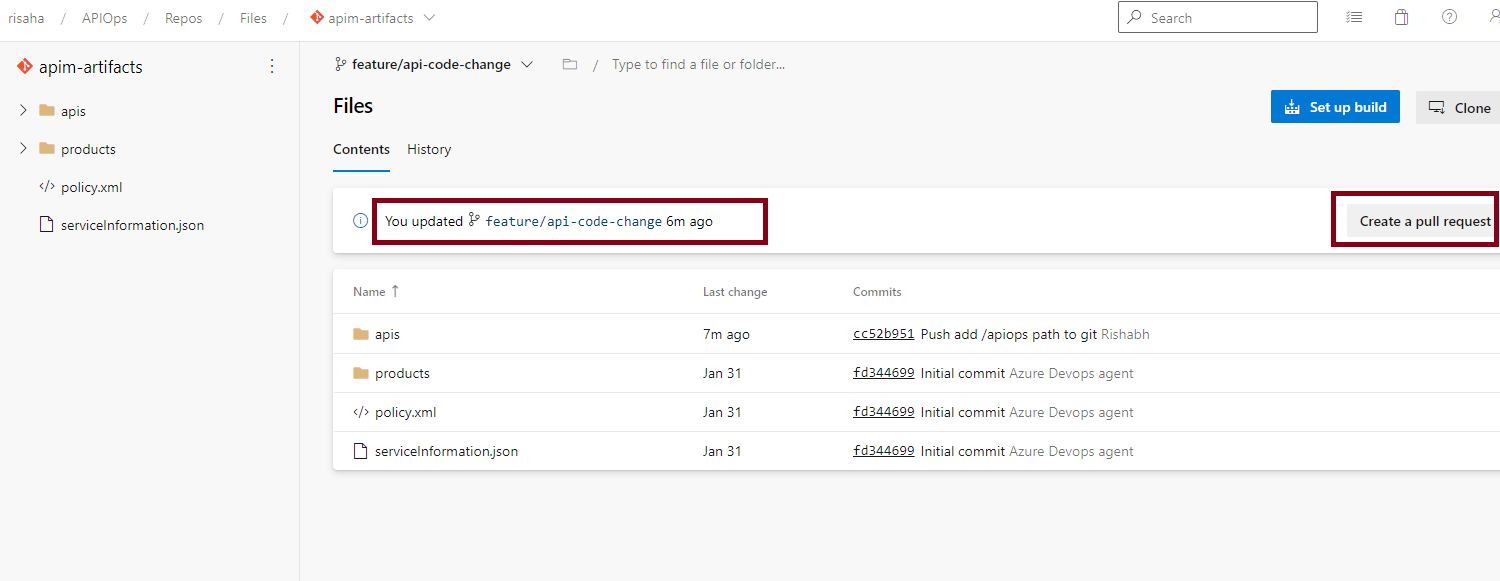 risaha / APIOps / Repos / Files / apim-artifacts
Search
apim-artifacts
apis
products
policy.xml
serviceInformation.json
feature/api-code-change / Type to find a file or folder...
Files
Set up build
Clone
Contents History
You updated feature/api-code-change 6m ago
Create a pull request
Name ↑ Last change Commits
apis 7m ago cc52b951 Push add /apiops path to git Rishabh
products Jan 31 fd344699 Initial commit Azure Devops agent
policy.xml Jan 31 fd344699 Initial commit Azure Devops agent
serviceInformation.json Jan 31 fd344699 Initial commit Azure Devops agent